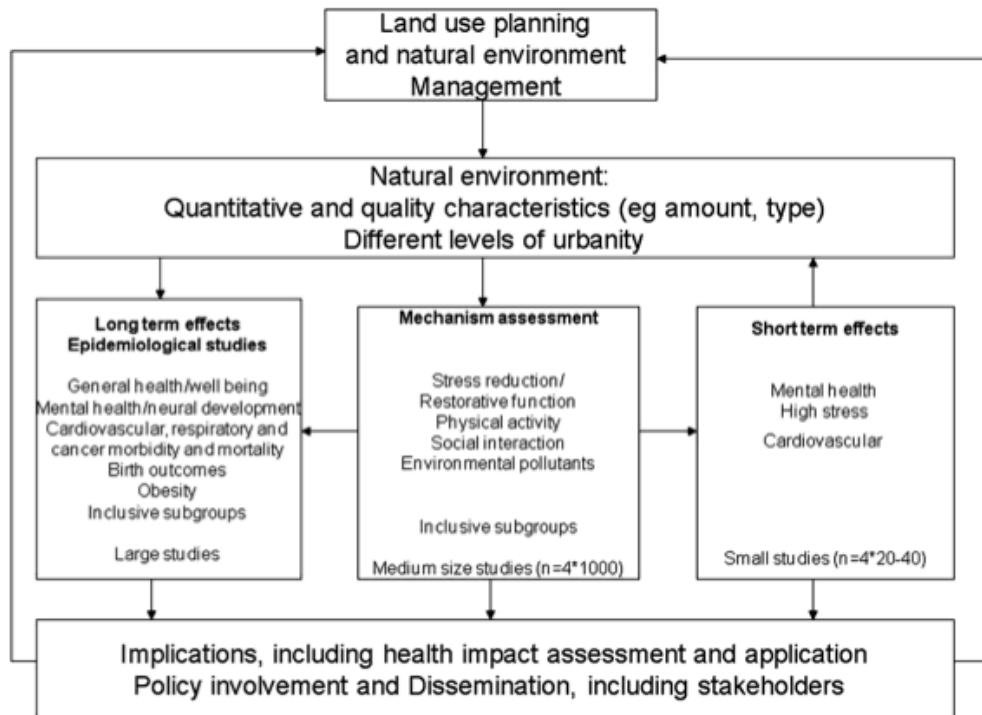 Land use planning
and natural environment
Management
Natural environment:
Quantitative and quality characteristics (eg amount, type)
Different levels of urbanity
Long term effects
Epidemiological studies
General health/well being
Mental health/neural development
Cardiovascular, respiratory and
cancer morbidity and mortality
Birth outcomes
Obesity
Inclusive subgroups
Large studies
Mechanism assessment
Stress reduction/
Restorative function
Physical activity
Social interaction
Environmental pollutants
Inclusive subgroups
Medium size studies (n=4*1000)
Short term effects
Mental health
High stress
Cardiovascular
Small studies (n=4*20-40)
Implications, including health impact assessment and application
Policy involvement and Dissemination, including stakeholders